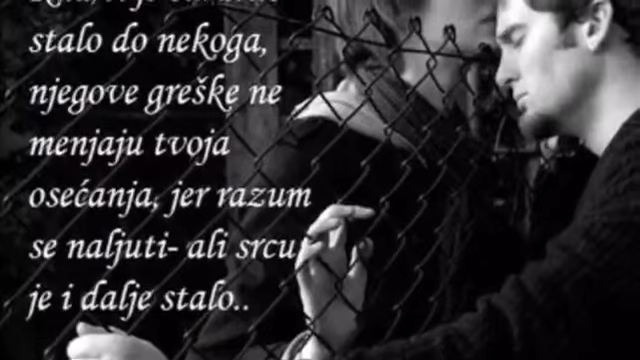 stalo do nekoga,
njegove greške ne
menjaju tvoja
osećanja, jer razum
se naljuti- ali srcu
je i dalje stalo..